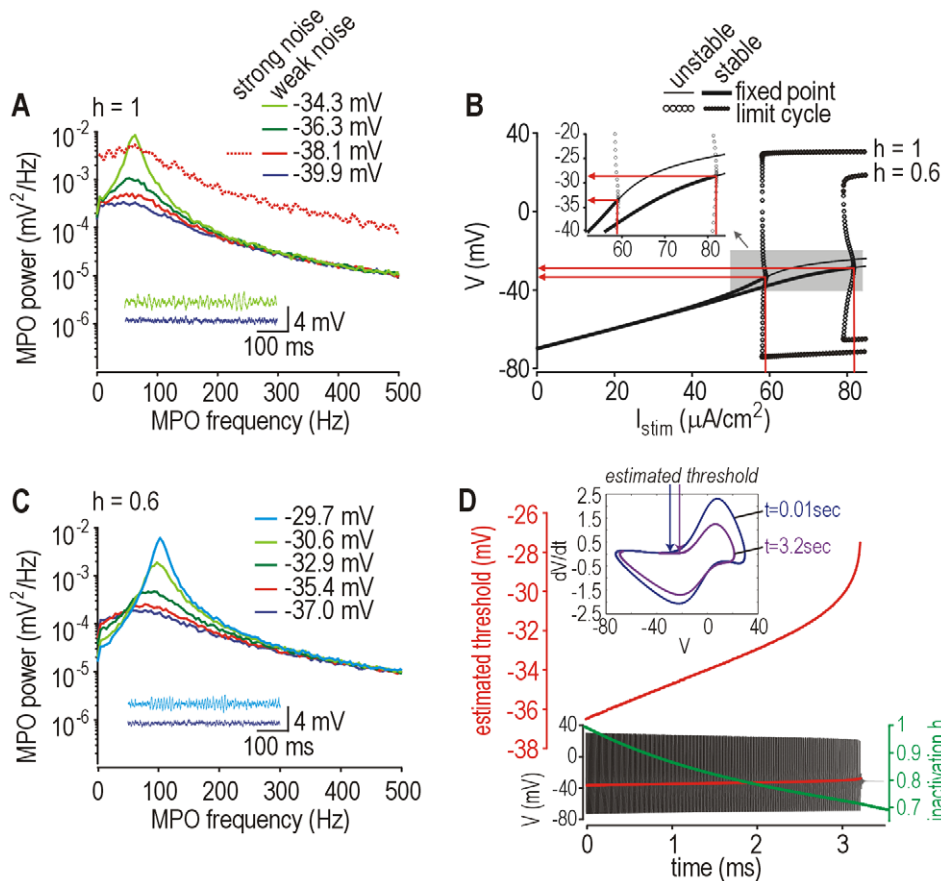 A
h = 1
strong noise
weak noise
-34.3 mV
-36.3 mV
-38.1 mV
-39.9 mV
10-2
10-3
10-4
10-5
10-6
MPO power (mV2/Hz)
4 mV
100 ms
0 100 200 300 400 500
MPO frequency (Hz)
B
unstable
stable
fixed point
limit cycle
h = 1
h = 0.6
40
0
-40
-80
V (mV)
-20
-25
-30
-35
-40
60 70 80
0 20 40 60 80
Istim (μA/cm2)
C
h = 0.6
-29.7 mV
-30.6 mV
-32.9 mV
-35.4 mV
-37.0 mV
10-2
10-3
10-4
10-5
10-6
MPO power (mV2/Hz)
4 mV
100 ms
0 100 200 300 400 500
MPO frequency (Hz)
D
estimated threshold
t=0.01sec
t=3.2sec
2.5
1.5
0.5
-0.5
-1.5
-2.5
dV/dt
-80 -40 0 40
V
-26
-28
-30
-32
-34
-36
-38
estimated threshold (mV)
40
0
-40
-80
V (mV)
1
0.9
0.8
0.7
inactivation h
0 1 2 3
time (ms)